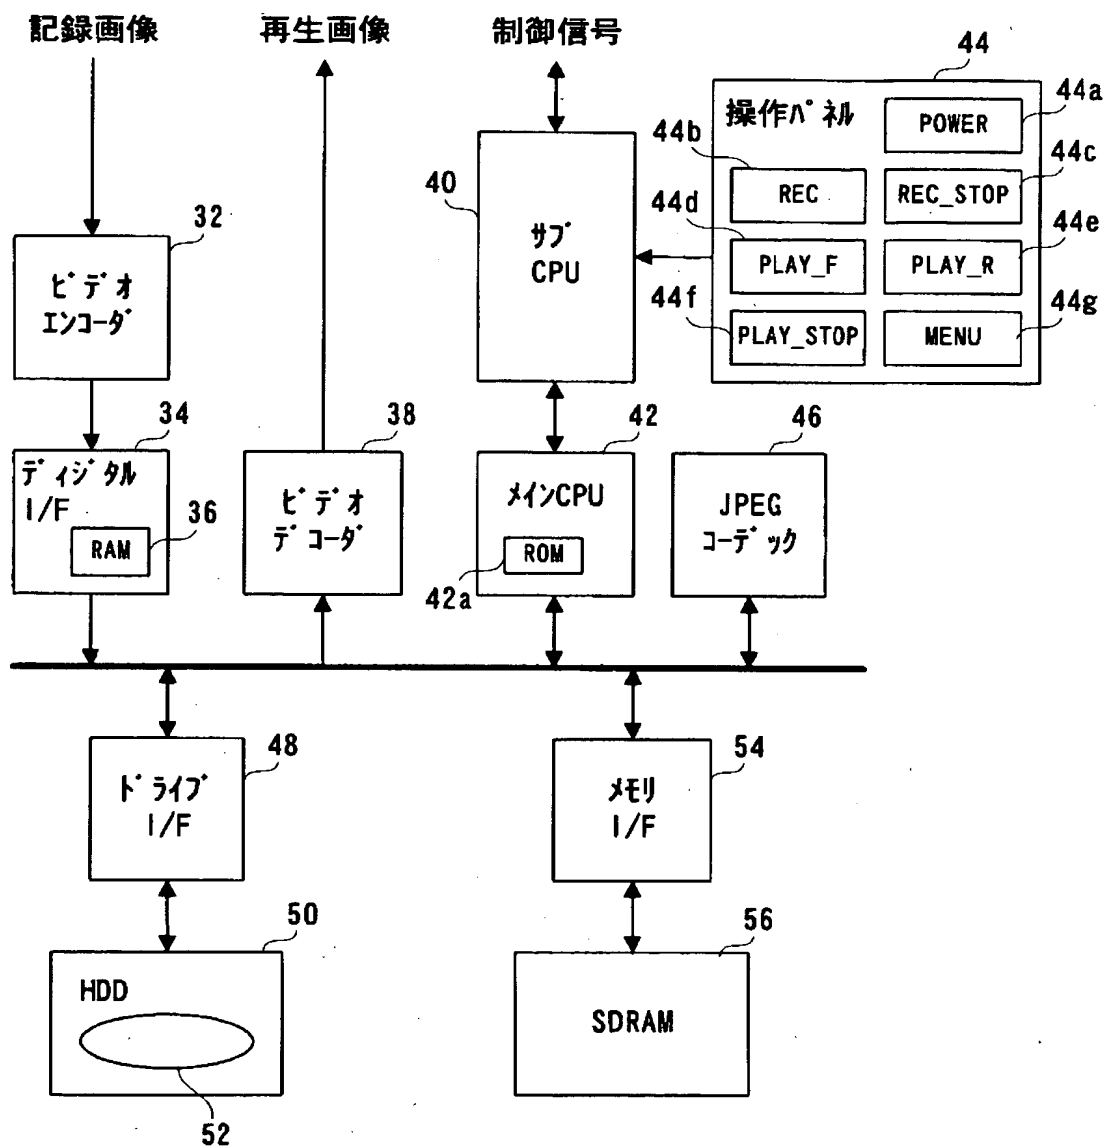 記録画像
再生画像
制御信号
44
操作パネル
POWER
44a
44b
REC
REC_STOP
44c
44d
PLAY_F
PLAY_R
44e
44f
PLAY_STOP
MENU
44g
40
サブ
CPU
32
ビデオ
エンコーダ
34
ディジタル
I/F
36
RAM
38
ビデオ
デコーダ
42
メインCPU
ROM
42a
46
JPEG
コーデック
48
ドライブ
I/F
54
メモリ
I/F
50
HDD
52
56
SDRAM